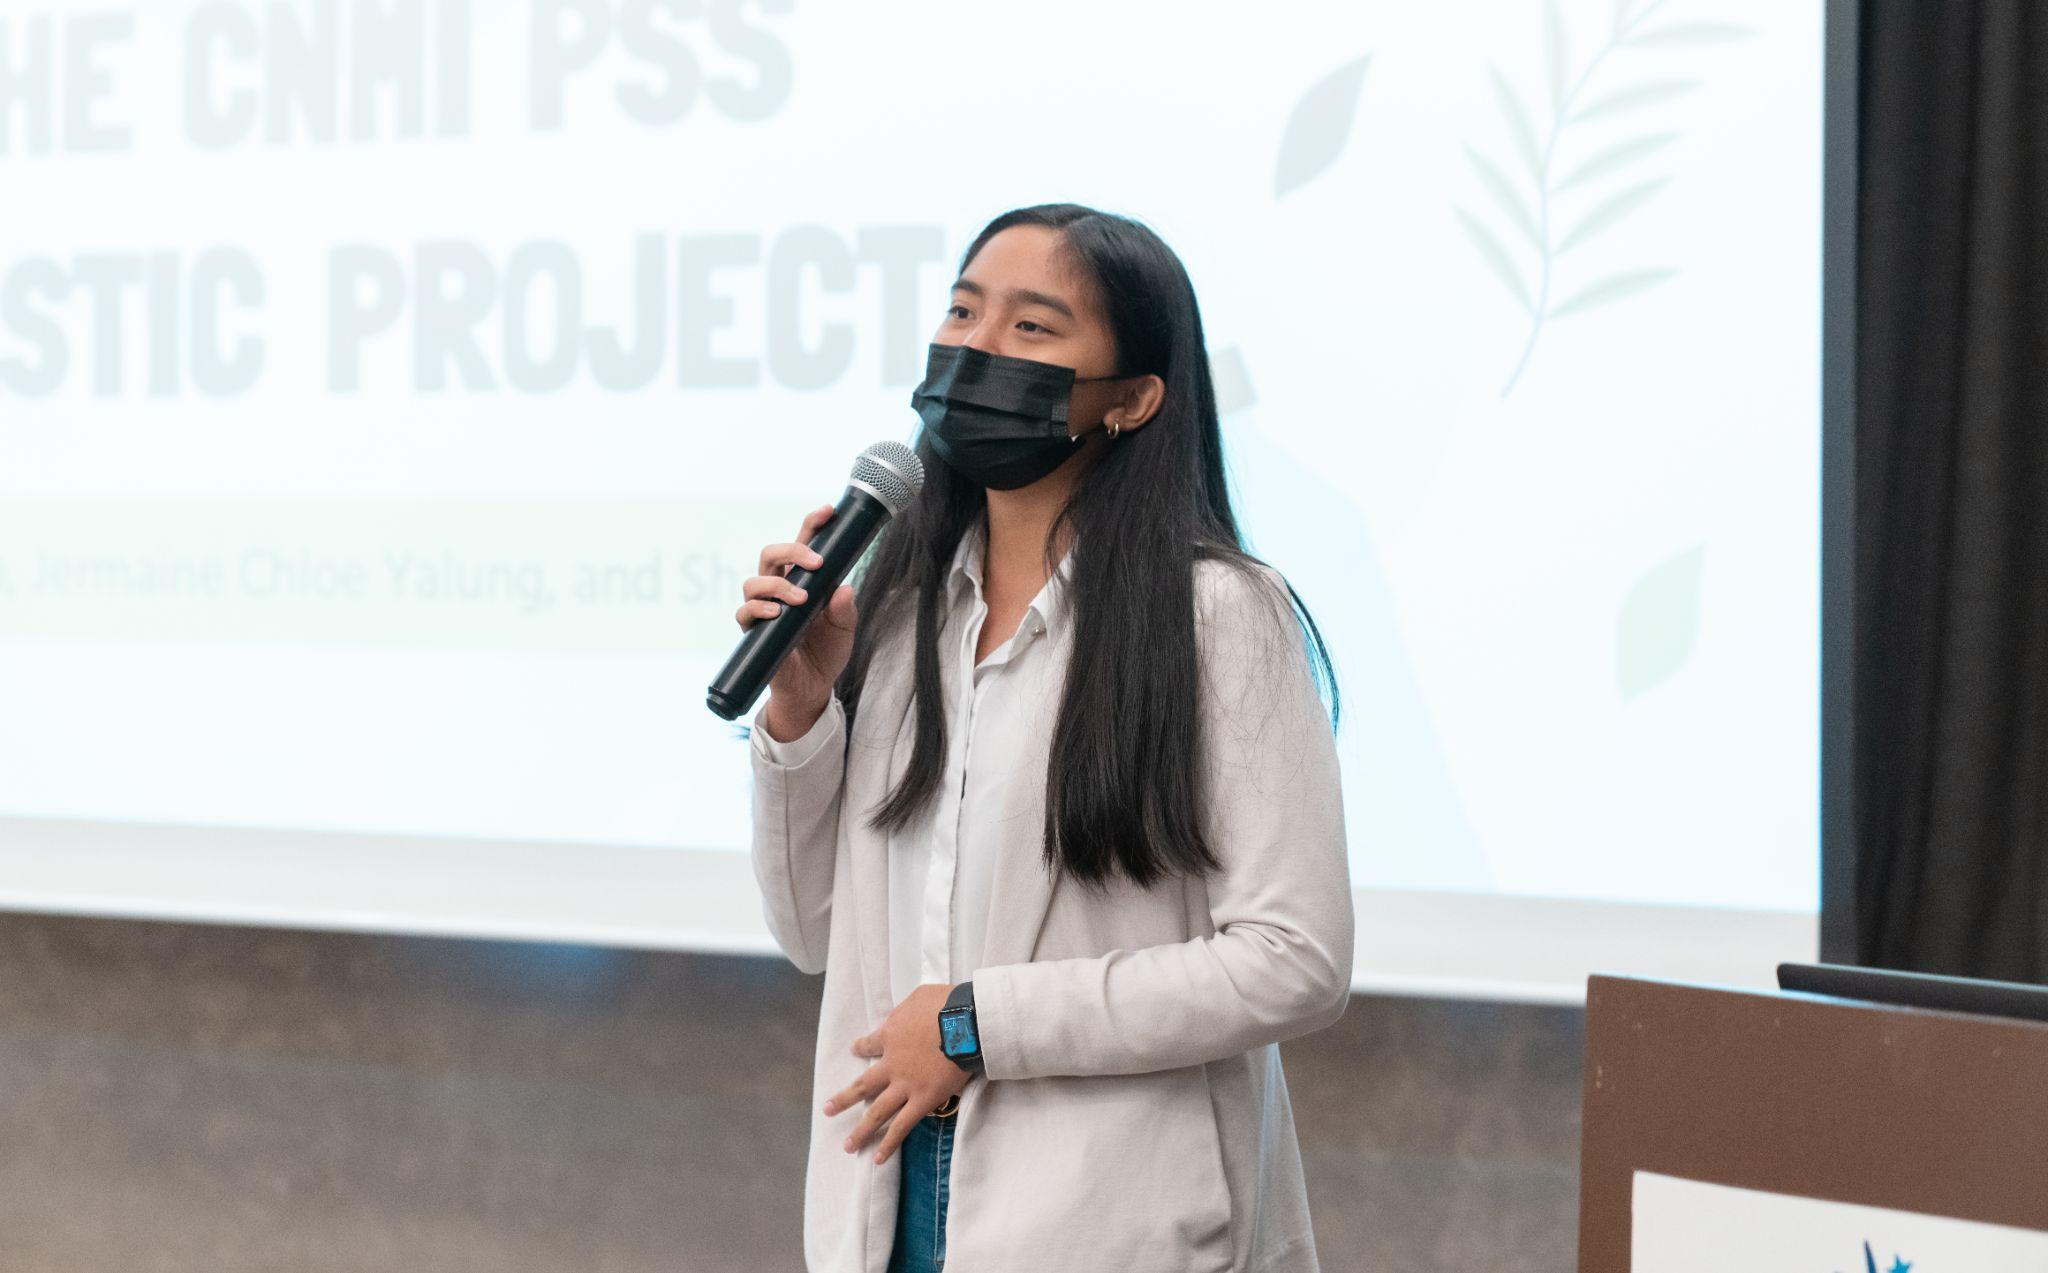 HE CNMI PSS
STIC PROJECT
, Jermaine Chloe Yalung, and Sh